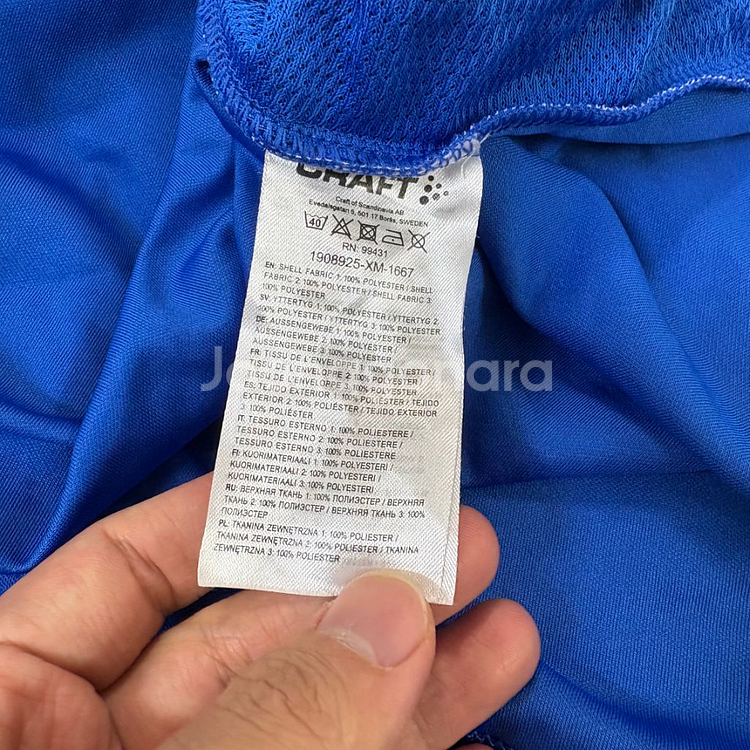 CRAFT
Craft of Scandinavia AB
Evedalsgatan 5, 501 17 Borås, SWEDEN
40
RN: 99431
1908925-XM-1667
EN: SHELL FABRIC 1: 100% POLYESTER / SHELL
FABRIC 2: 100% POLYESTER / SHELL FABRIC 3:
100% POLYESTER
SV: YTTERTYG 1: 100% POLYESTER / YTTERTYG 2:
100% POLYESTER / YTTERTYG 3: 100% POLYESTER
DE: AUSSENGEWEBE 1: 100% POLYESTER /
AUSSENGEWEBE 2: 100% POLYESTER /
AUSSENGEWEBE 3: 100% POLYESTER
FR: TISSU DE L'ENVELOPPE 1: 100% POLYESTER /
TISSU DE L'ENVELOPPE 2: 100% POLYESTER /
TISSU DE L'ENVELOPPE 3: 100% POLYESTER
ES: TEJIDO EXTERIOR 1: 100% POLIÉSTER / TEJIDO
EXTERIOR 2: 100% POLIÉSTER / TEJIDO EXTERIOR
3: 100% POLIÉSTER
IT: TESSURO ESTERNO 1: 100% POLIESTERE /
TESSURO ESTERNO 2: 100% POLIESTERE /
TESSURO ESTERNO 3: 100% POLIESTERE
FI: KUORIMATERIAALI 1: 100% POLYESTERI /
KUORIMATERIAALI 2: 100% POLYESTERI /
KUORIMATERIAALI 3: 100% POLYESTERI
RU: ВЕРХНЯЯ ТКАНЬ 1: 100% ПОЛИЭСТЕР / ВЕРХНЯЯ
ТКАНЬ 2: 100% ПОЛИЭСТЕР / ВЕРХНЯЯ ТКАНЬ 3: 100%
ПОЛИЭСТЕР
PL: TKANINA ZEWNĘTRZNA 1: 100% POLIESTER /
TKANINA ZEWNĘTRZNA 2: 100% POLIESTER / TKANINA
ZEWNĘTRZNA 3: 100% POLIESTER